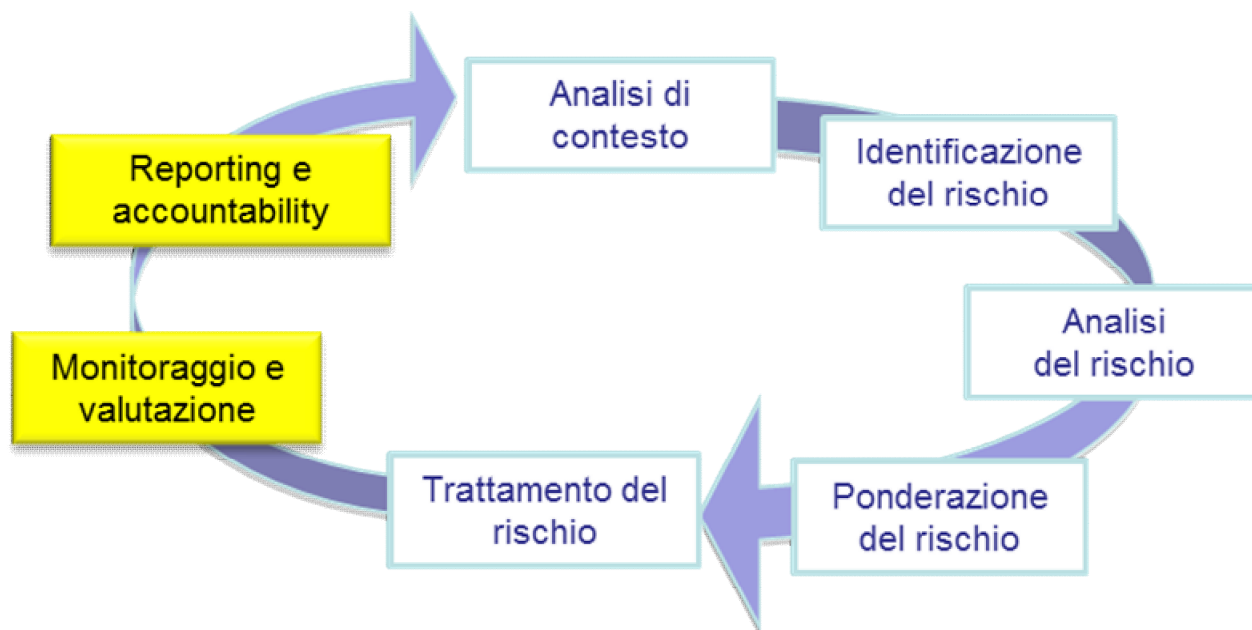 Analisi di
contesto
Identificazione
del rischio
Analisi
del rischio
Ponderazione
del rischio
Trattamento del
rischio
Monitoraggio e
valutazione
Reporting e
accountability